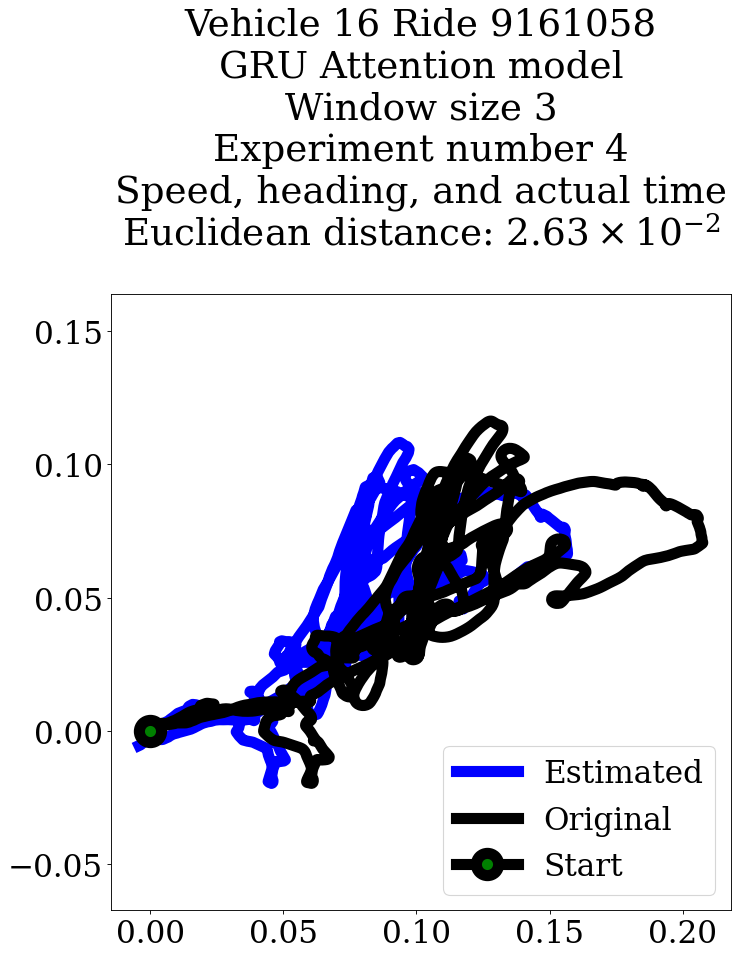 Vehicle 16 Ride 9161058
GRU Attention model
Window size 3
Experiment number 4
Speed, heading, and actual time
Euclidean distance: 2.63 × 10⁻²
0.15
0.10
0.05
0.00
−0.05
0.00 0.05 0.10 0.15 0.20
Estimated
Original
Start